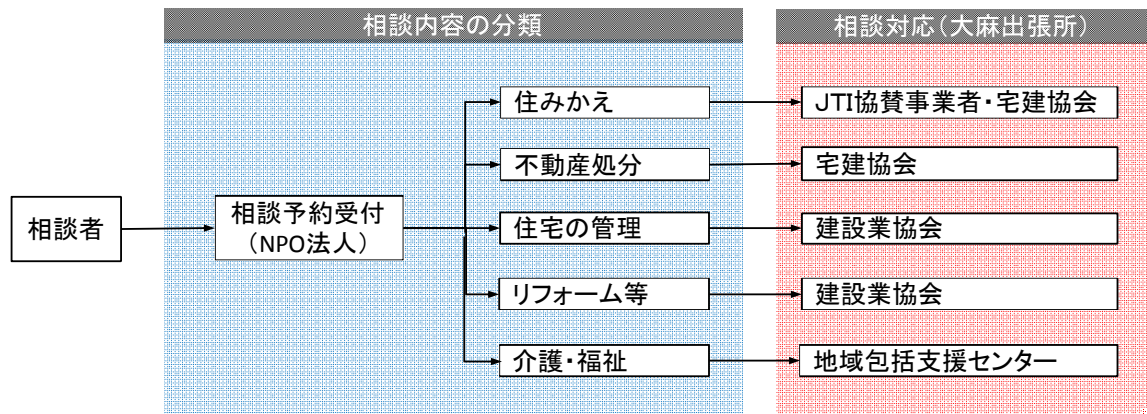 相談内容の分類
相談対応(大麻出張所)
住みかえ
JTI協賛事業者・宅建協会
不動産処分
宅建協会
相談者
相談予約受付
(NPO法人)
住宅の管理
建設業協会
リフォーム等
建設業協会
介護・福祉
地域包括支援センター